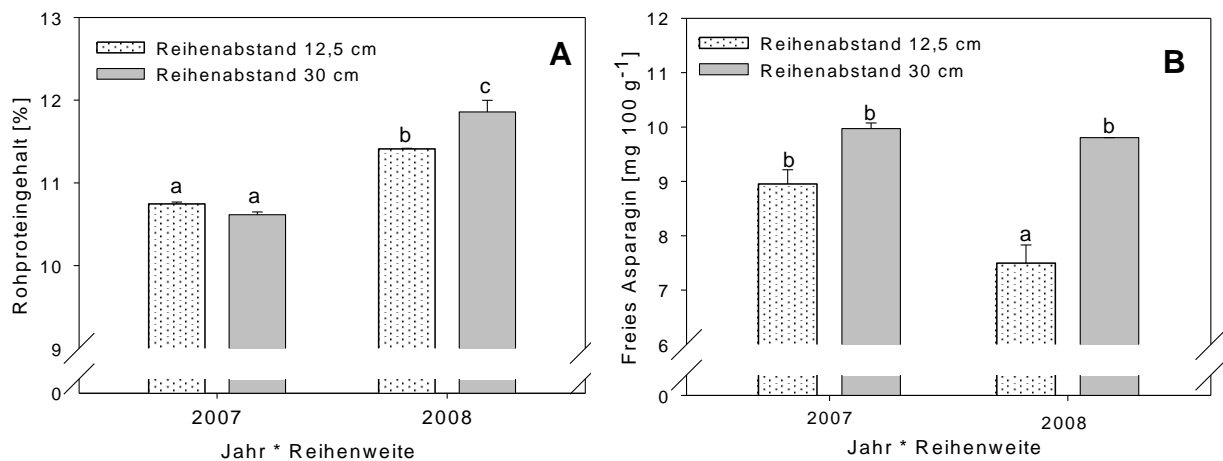 A
Reihenabstand 12,5 cm
Reihenabstand 30 cm
Rohproteingehalt [%]
13
12
11
10
9
0
a
a
b
c
2007
2008
Jahr * Reihenweite
B
Reihenabstand 12,5 cm
Reihenabstand 30 cm
Freies Asparagin [mg 100 g⁻¹]
12
11
10
9
8
7
6
0
b
b
a
b
2007
2008
Jahr * Reihenweite